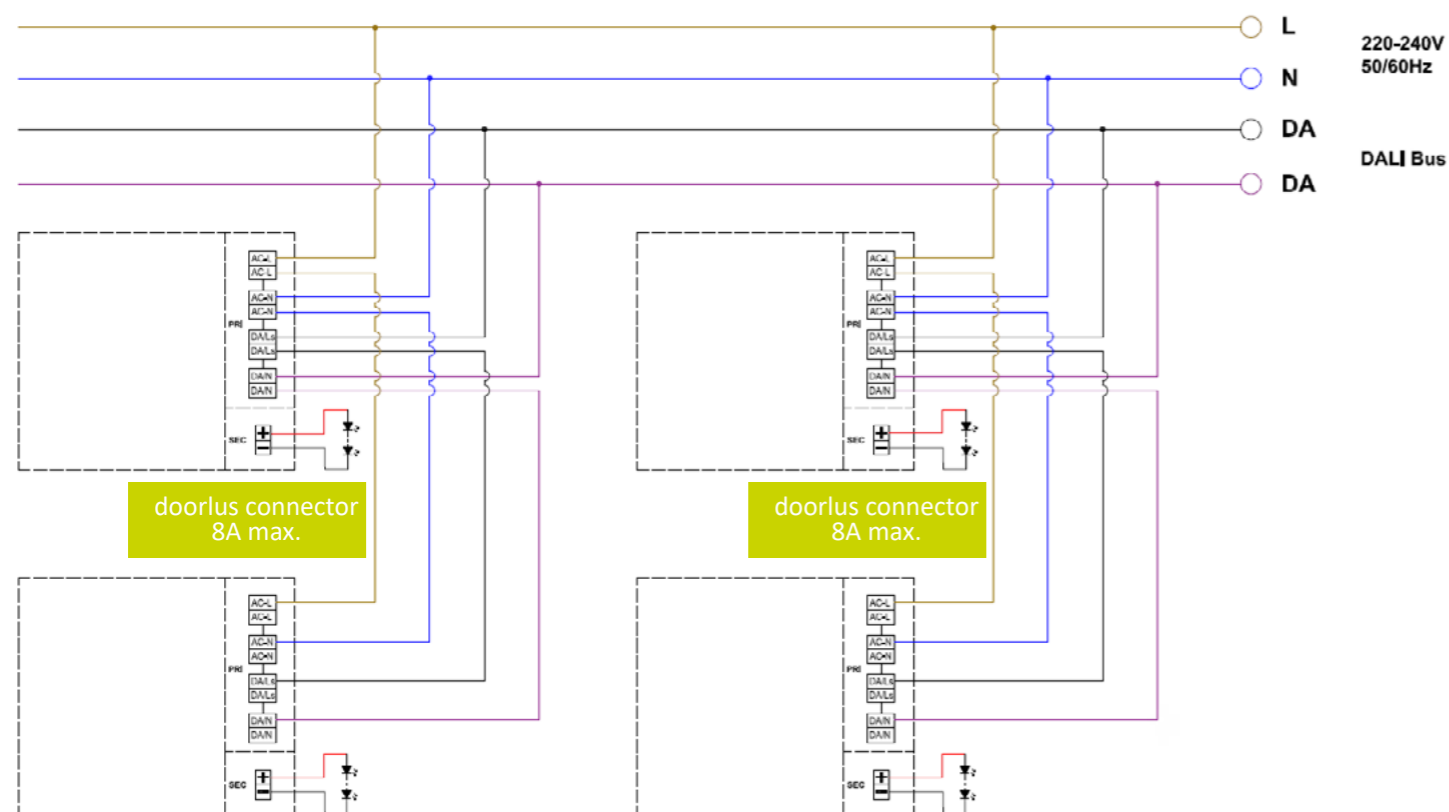 L
220-240V
50/60Hz
N
DA
DALI Bus
DA
AC-L
AC-L
AC-N
AC-N
PRI
DA/Ls
DA/Ls
DA/N
DA/N
SEC
+
-
AC-L
AC-L
AC-N
AC-N
PRI
DA/Ls
DA/Ls
DA/N
DA/N
SEC
+
-
doorlus connector
8A max.
doorlus connector
8A max.
AC-L
AC-L
AC-N
AC-N
PRI
DA/Ls
DA/Ls
DA/N
DA/N
SEC
+
-
AC-L
AC-L
AC-N
AC-N
PRI
DA/Ls
DA/Ls
DA/N
DA/N
SEC
+
-